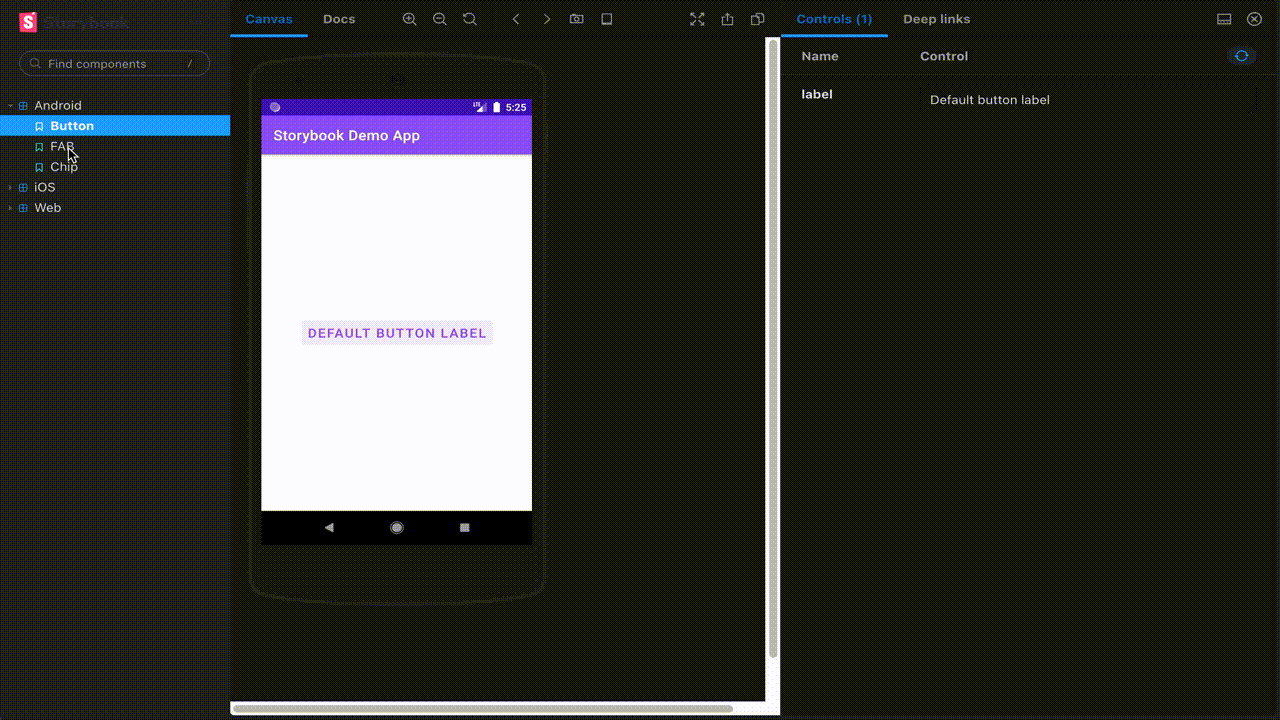 Storybook
Canvas
Docs
Controls (1)
Deep links
Find components
/
Name
Control
Android
Button
FAB
Chip
iOS
Web
label
Default button label
LTE
5:25
Storybook Demo App
DEFAULT BUTTON LABEL